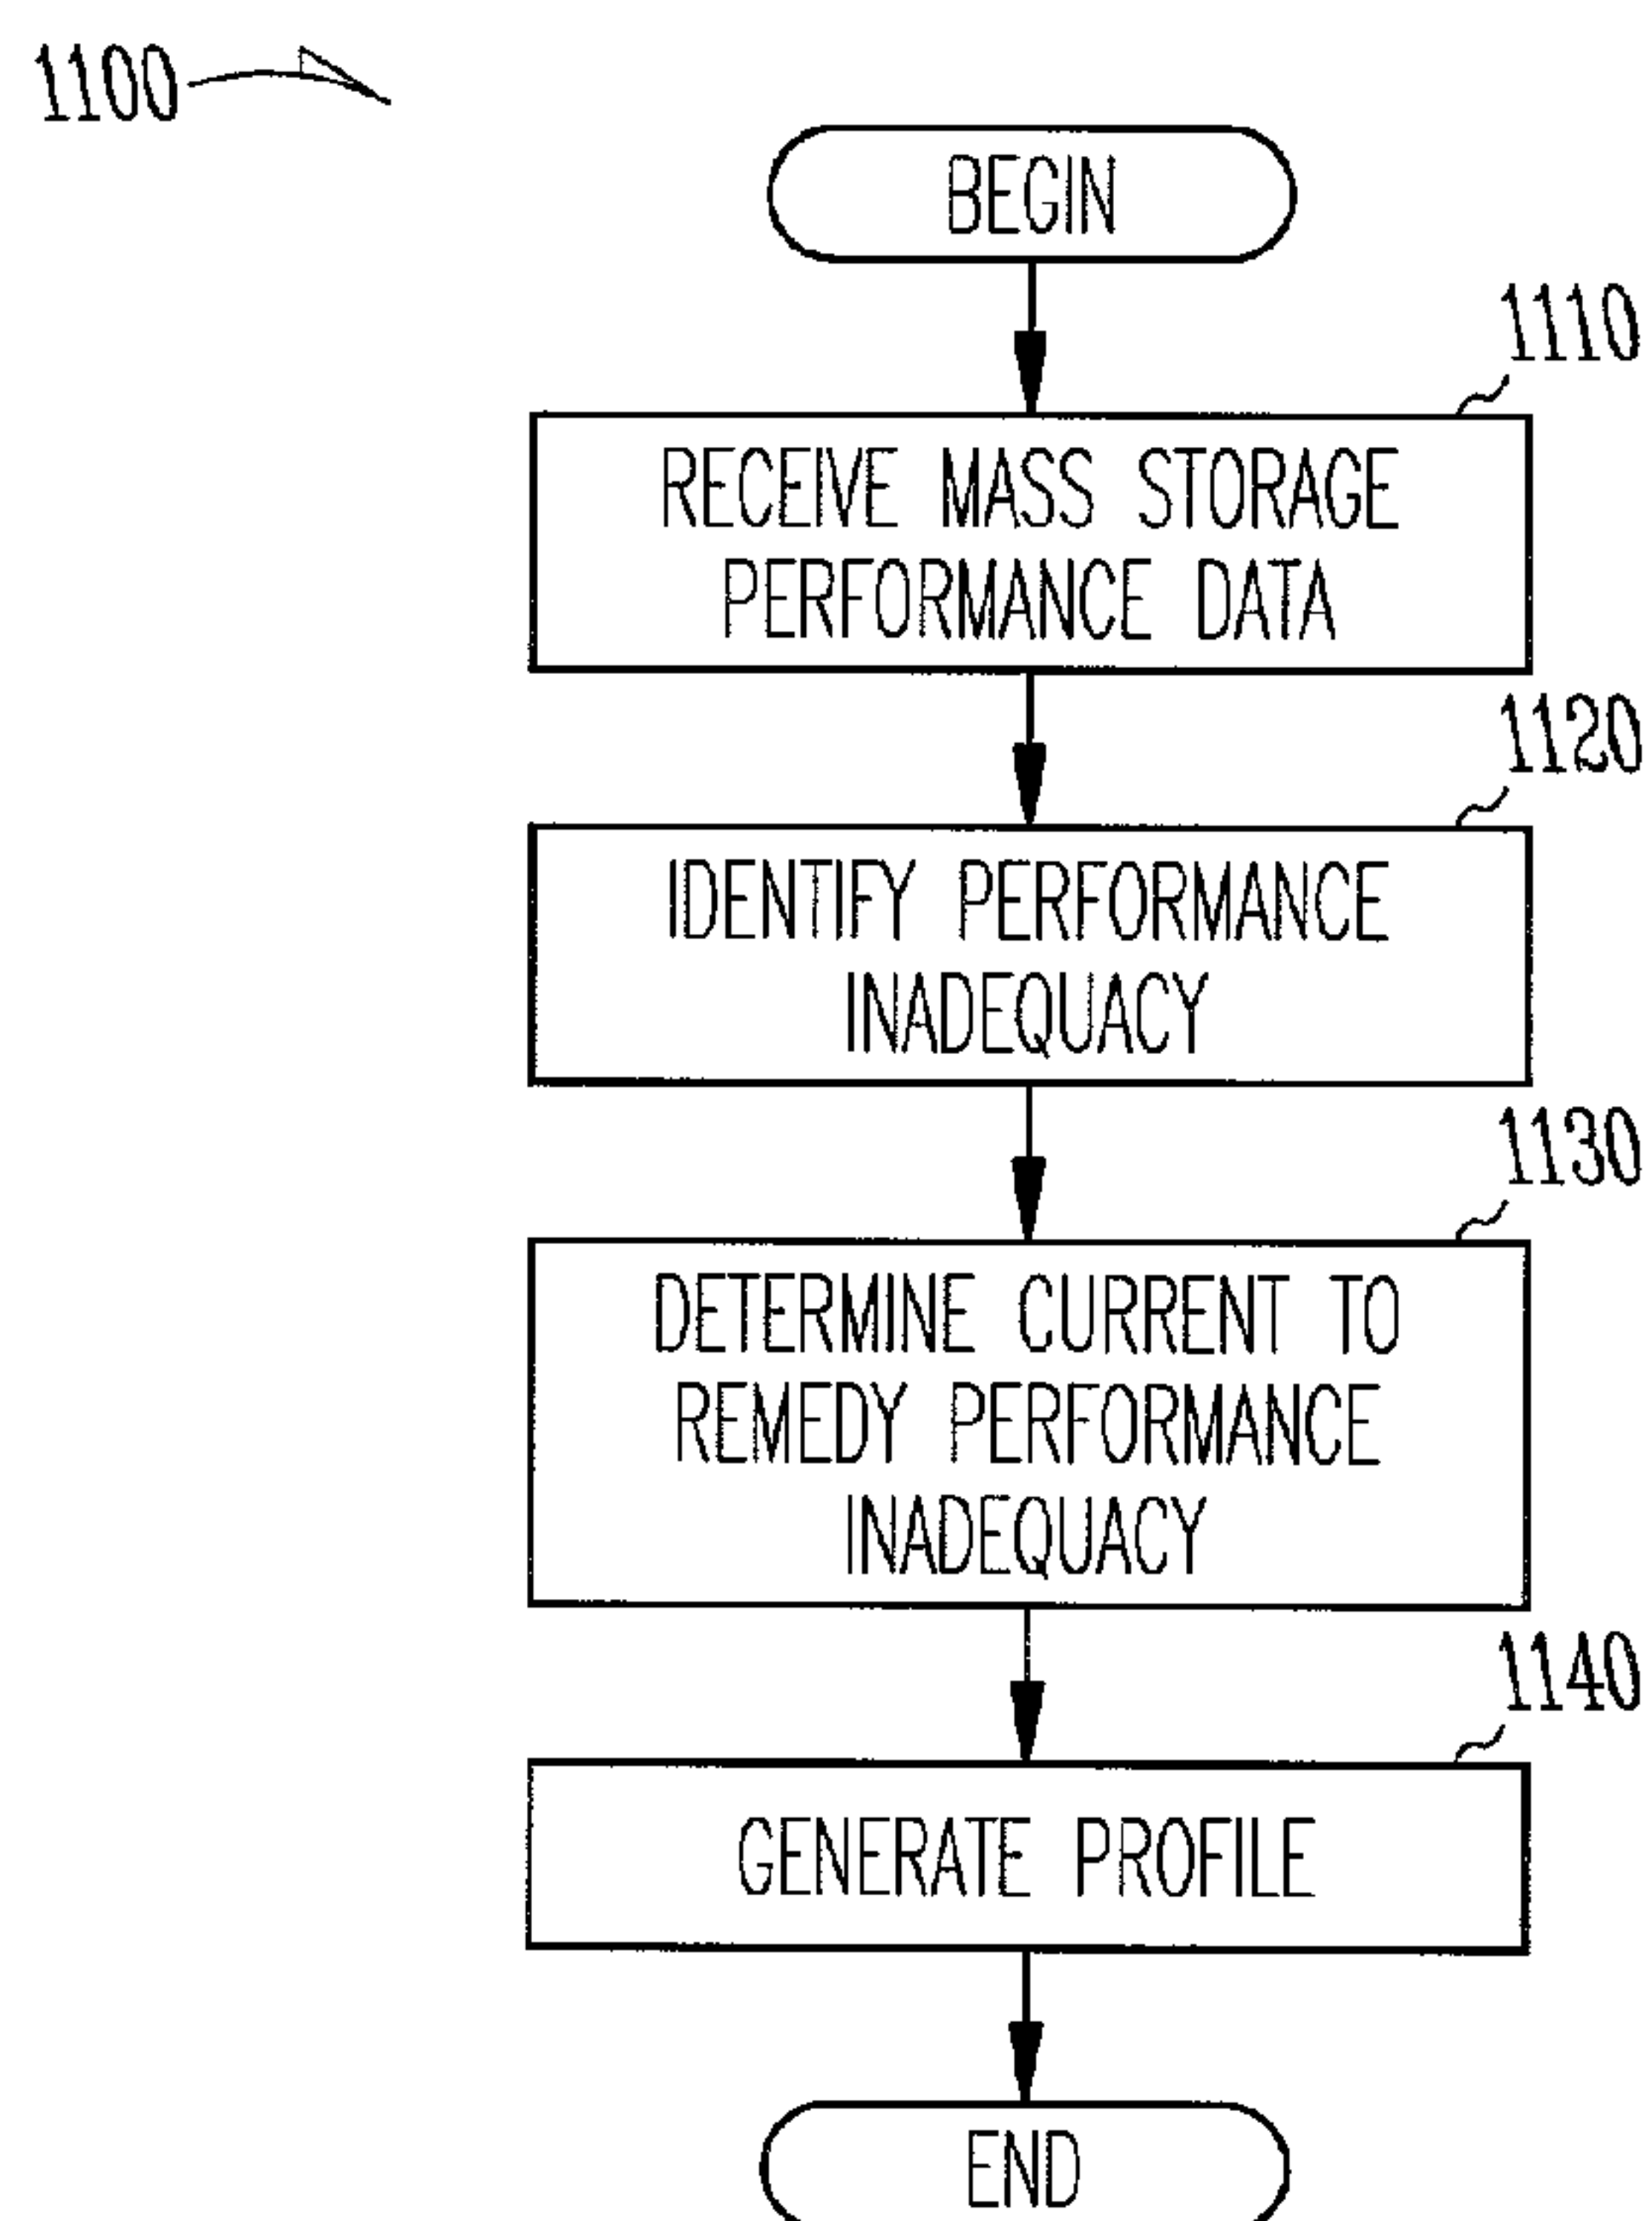 1100
BEGIN
1110
RECEIVE MASS STORAGE
PERFORMANCE DATA
1120
IDENTIFY PERFORMANCE
INADEQUACY
1130
DETERMINE CURRENT TO
REMEDY PERFORMANCE
INADEQUACY
1140
GENERATE PROFILE
END